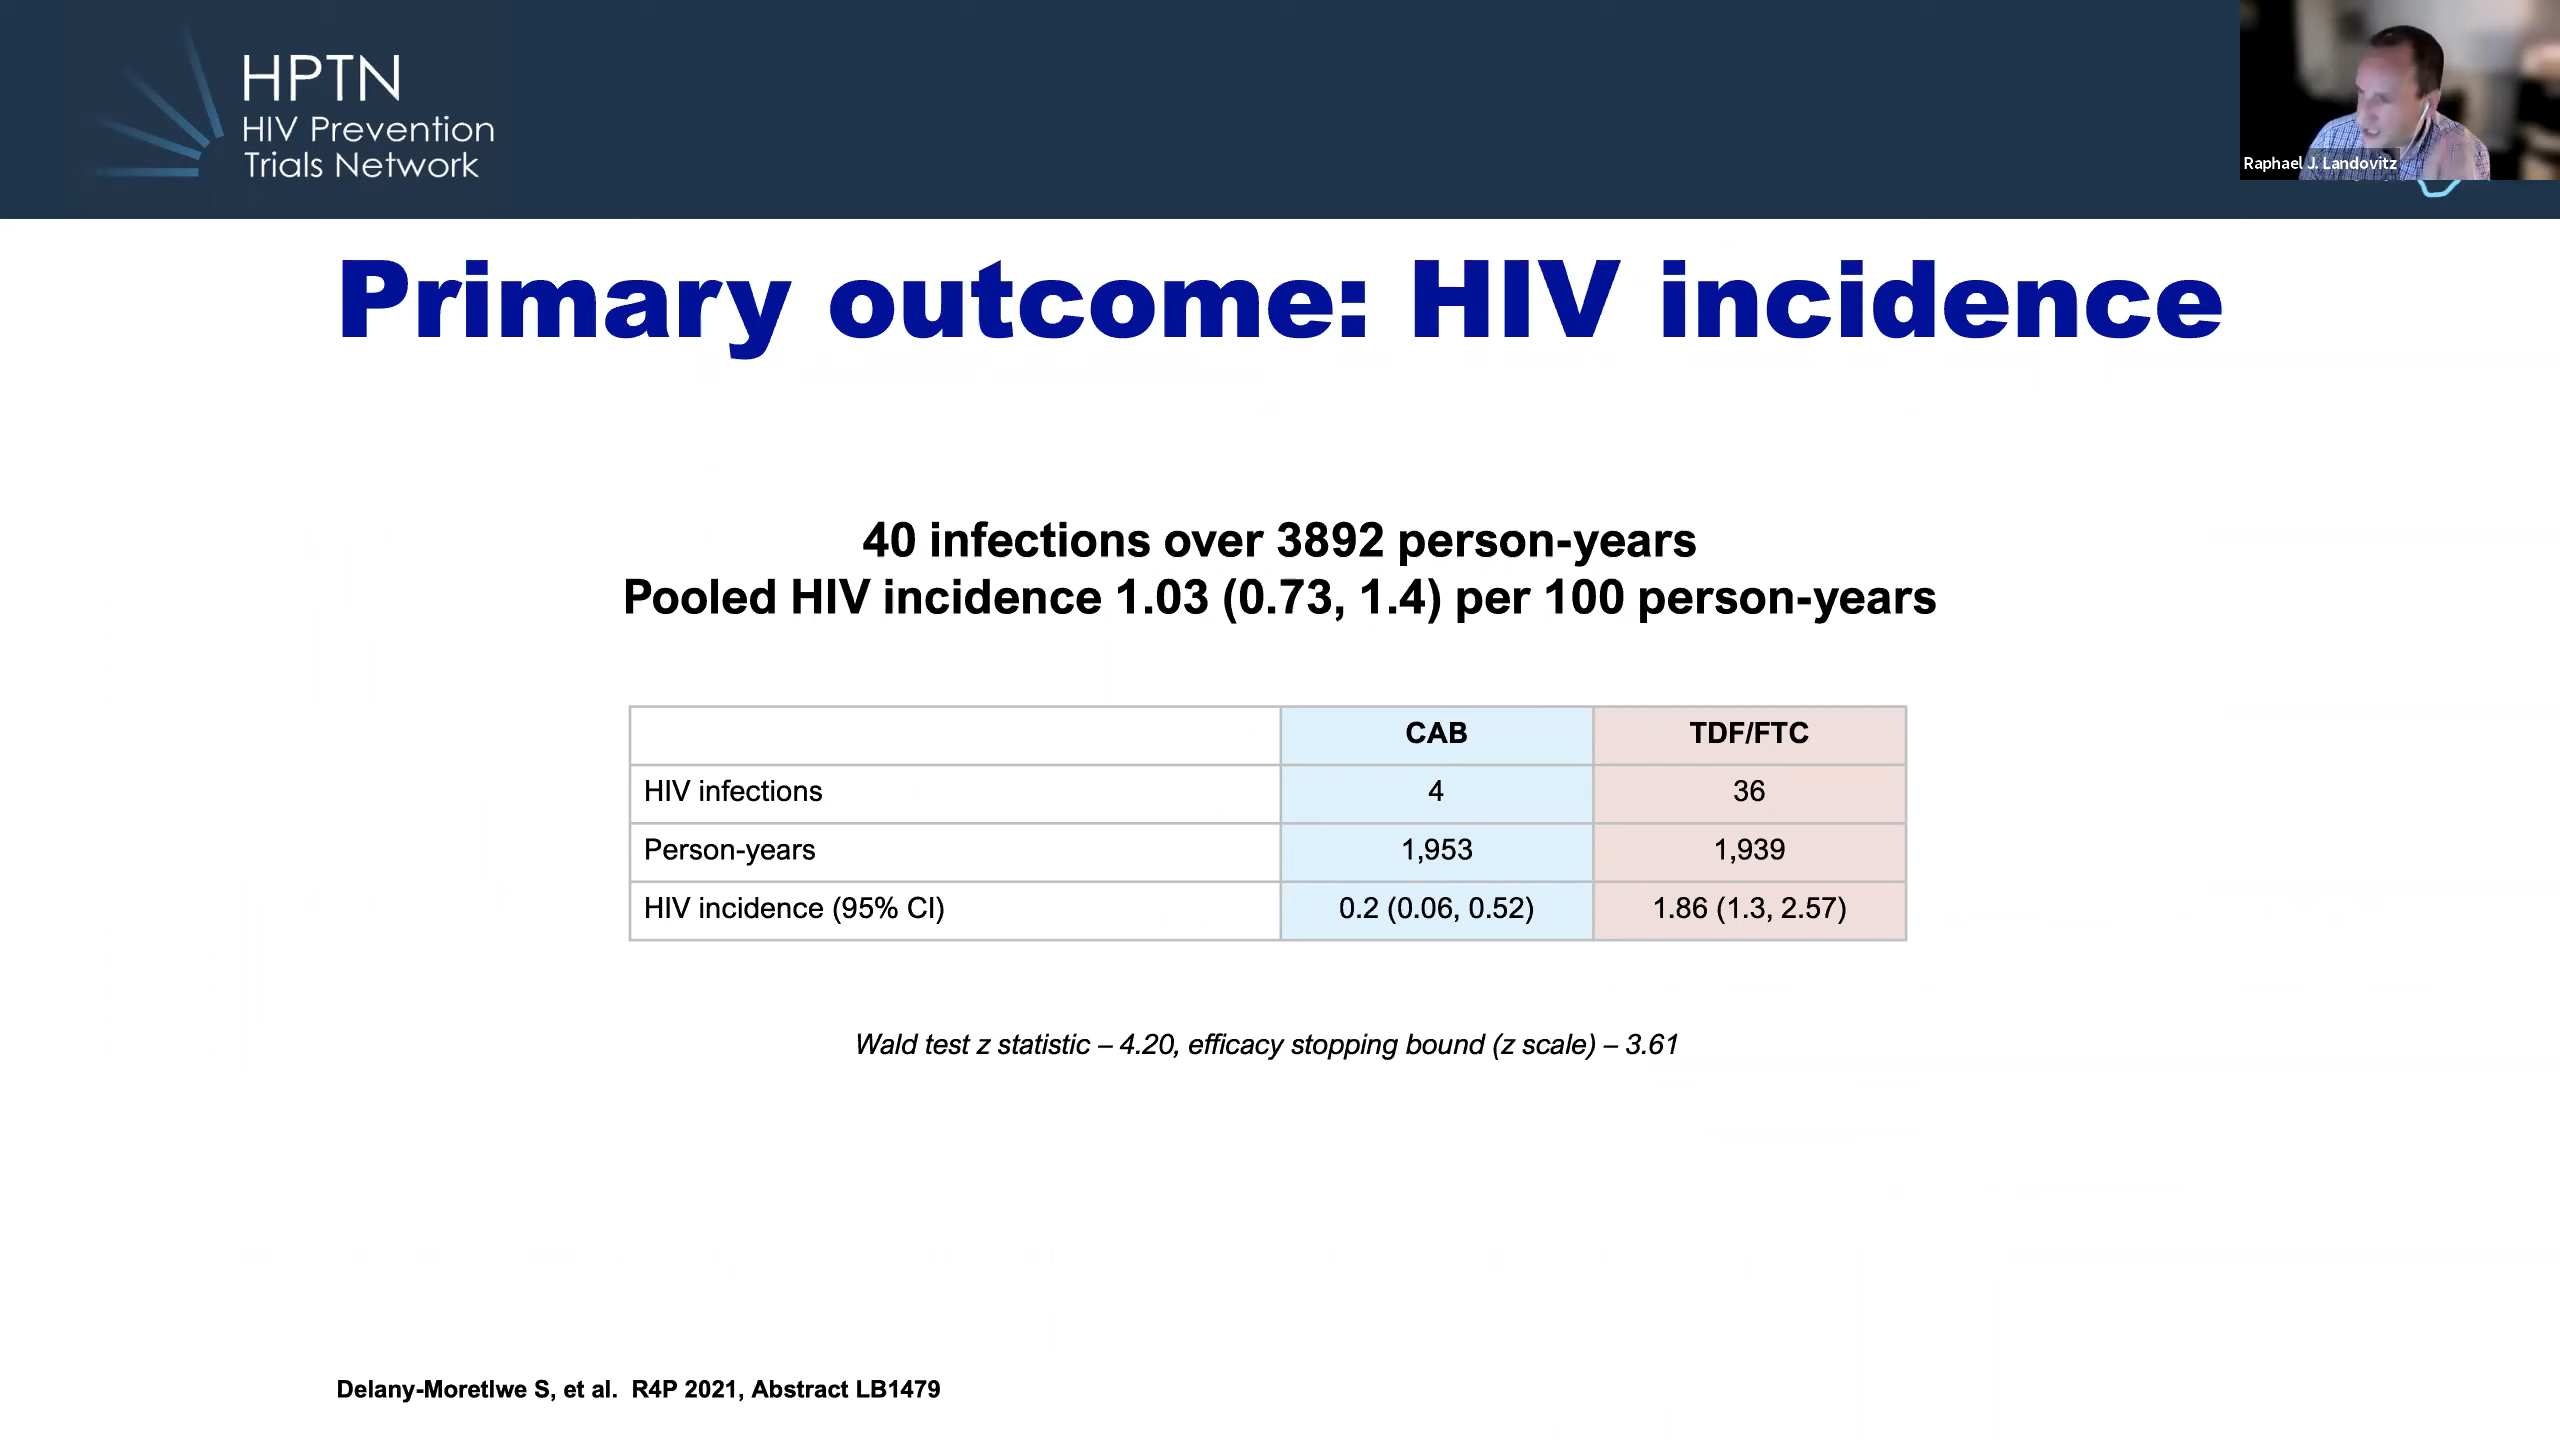 HPTN
HIV Prevention
Trials Network
Raphael J. Landovitz
Primary outcome: HIV incidence
40 infections over 3892 person-years
Pooled HIV incidence 1.03 (0.73, 1.4) per 100 person-years
CAB TDF/FTC
HIV infections 4 36
Person-years 1,953 1,939
HIV incidence (95% CI) 0.2 (0.06, 0.52) 1.86 (1.3, 2.57)
Wald test z statistic – 4.20, efficacy stopping bound (z scale) – 3.61
Delany-Moretlwe S, et al. R4P 2021, Abstract LB1479